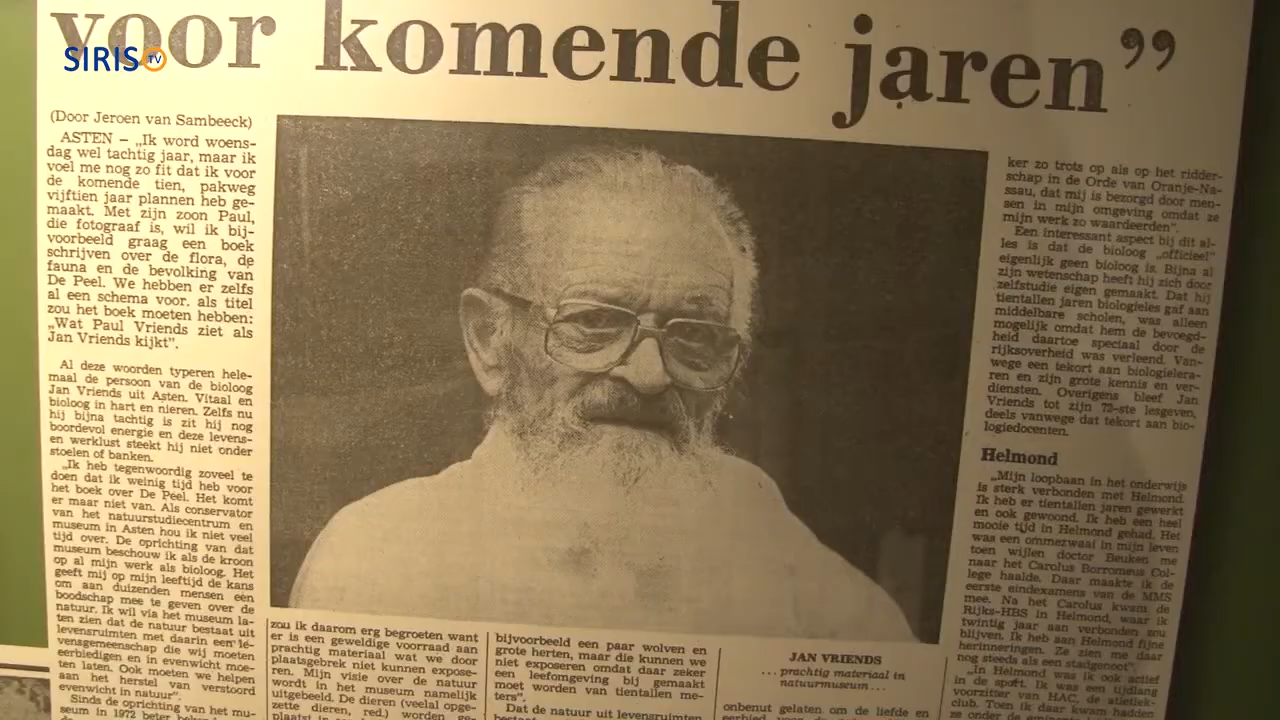 voor komende jaren”
SIRIS TV
(Door Jeroen van Sambeeck)
ASTEN – „Ik word woens-
dag wel tachtig jaar, maar ik
voel me nog zo fit dat ik voor
de komende tien, pakweg
vijftien jaar plannen heb ge-
maakt. Met zijn zoon Paul,
die fotograaf is, wil ik bij-
voorbeeld graag een boek
schrijven over de flora, de
fauna en de bevolking van
De Peel. We hebben er zelfs
al een schema voor. als titel
zou het boek moeten hebben:
„Wat Paul Vriends ziet als
Jan Vriends kijkt”.
Al deze woorden typeren hele-
maal de persoon van de bioloog
Jan Vriends uit Asten. Vitaal en
bioloog in hart en nieren. Zelfs nu
hij bijna tachtig is zit hij nog
boordevol energie en deze levens-
en werklust steekt hij niet onder
stoelen of banken.
„Ik heb tegenwoordig zoveel te
doen dat ik weinig tijd heb voor
het boek over De Peel. Het komt
er maar niet van. Als conservator
van het natuurstudiecentrum en
museum in Asten hou ik niet veel
tijd over. De oprichting van dat
museum beschouw ik als de kroon
op al mijn werk als bioloog. Het
geeft mij op mijn leeftijd de kans
om aan duizenden mensen een
boodschap mee te geven over de
natuur. Ik wil via het museum la-
ten zien dat de natuur bestaat uit
levensruimten met daarin een le-
vensgemeenschap die wij moeten
eerbiedigen en in evenwicht moe-
ten laten. Ook moeten we helpen
aan het herstel van verstoord
evenwicht in natuur”.
Sinds de oprichting van het mu-
seum in 1972 beter
zou ik daarom erg begroeten want
er is een geweldige voorraad aan
prachtig materiaal wat we door
plaatsgebrek niet kunnen expose-
ren. Mijn visie over de natuur
wordt in het museum namelijk
uitgebeeld. De dieren (veelal opge-
zette dieren, red.) worden ge-
plaatst in
bijvoorbeeld een paar wolven en
grote herten, maar die kunnen we
niet exposeren omdat daar zeker
een leefomgeving bij gemaakt
moet worden van tientallen me-
ters”.
Dat de natuur uit levensruimten
JAN VRIENDS
... prachtig materiaal in
natuurmuseum ...
onbenut gelaten om de liefde en
ker zo trots op als op het ridder-
schap in de Orde van Oranje-Na-
ssau, dat mij is bezorgd door men-
sen in mijn omgeving omdat ze
mijn werk zo waardeerden”.
Een interessant aspect bij dit al-
les is dat de bioloog „officieel”
eigenlijk geen bioloog is. Bijna al
zijn wetenschap heeft hij zich door
zelfstudie eigen gemaakt. Dat hij
tientallen jaren biologieles gaf aan
middelbare scholen, was alleen
mogelijk omdat hem de bevoegd-
heid daartoe speciaal door de
rijksoverheid was verleend. Van-
wege een tekort aan biologielera-
ren en zijn grote kennis en ver-
diensten. Overigens bleef Jan
Vriends tot zijn 72-ste lesgeven,
deels vanwege dat tekort aan bio-
logiedocenten.
Helmond
„Mijn loopbaan in het onderwijs
is sterk verbonden met Helmond.
Ik heb er tientallen jaren gewerkt
en ook gewoond. Ik heb een heel
mooie tijd in Helmond gehad. Het
was een ommezwaai in mijn leven
toen wijlen doctor Beuken me
naar het Carolus Borromeus Col-
lege haalde. Daar maakte ik de
eerste eindexamens van de MMS
mee. Na het Carolus kwam de
Rijks-HBS in Helmond, waar ik
twintig jaar aan verbonden zou
blijven. Ik heb aan Helmond fijne
herinneringen. Ze zien me daar
nog steeds als een stadgenoot”.
„In Helmond was ik ook actief
in de sport. Ik was een tijdlang
voorzitter van HAC, de atletiek-
club. Toen ik daar kwam hadden